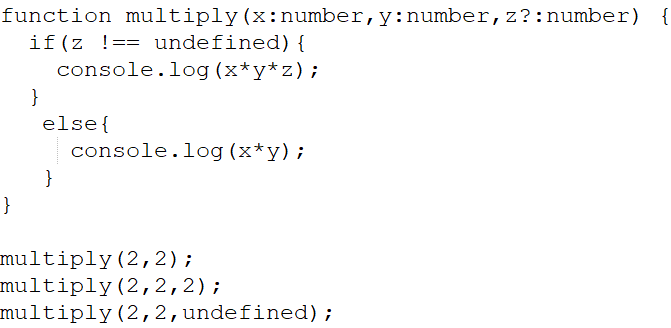 function multiply(x:number,y:number,z?:number) {
  if(z !== undefined){
    console.log(x*y*z);
  }
   else{
     console.log(x*y);
   }
}

multiply(2,2);
multiply(2,2,2);
multiply(2,2,undefined);